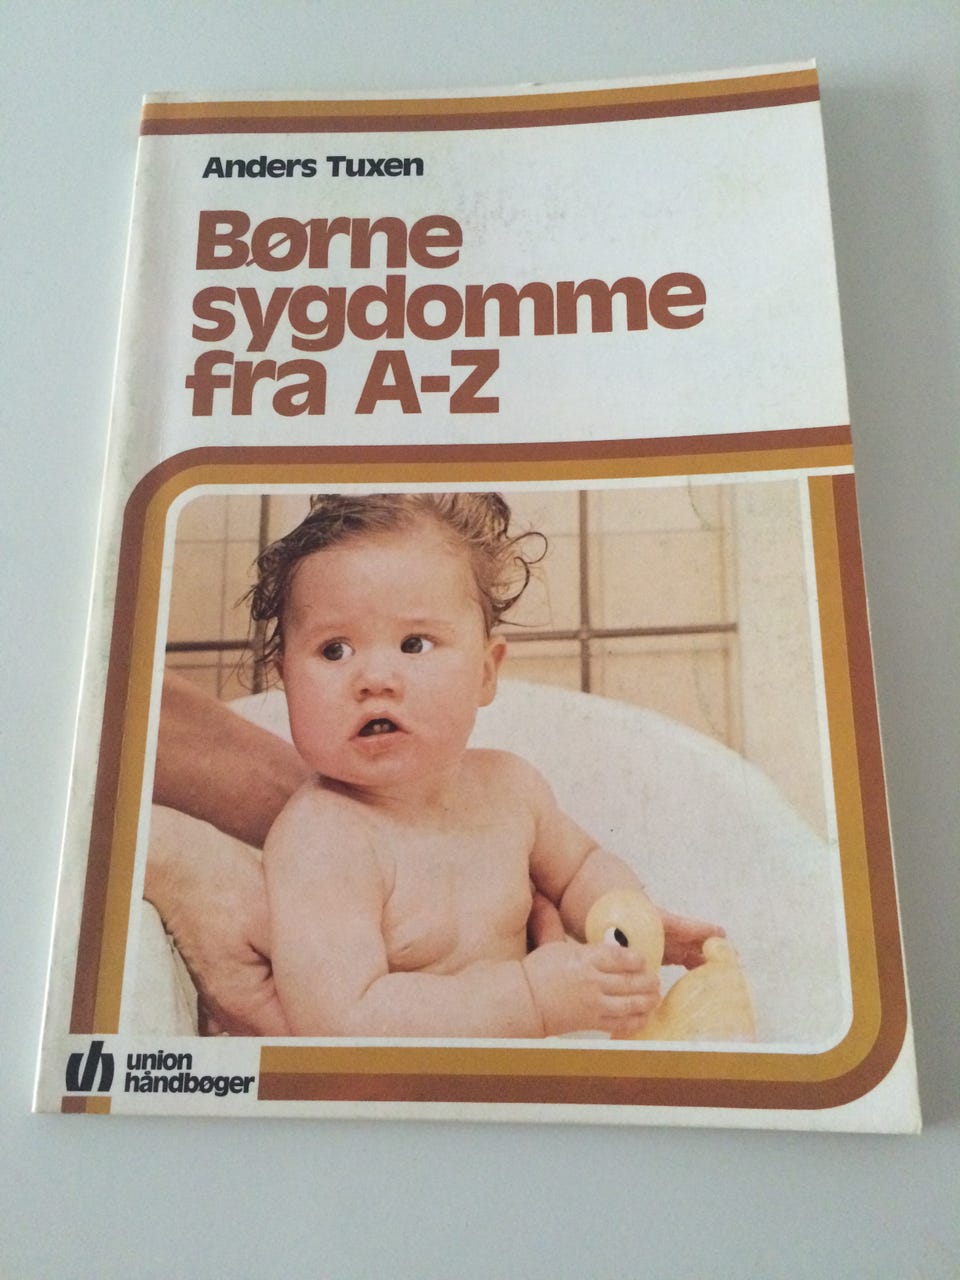 Anders Tuxen
Børne
sygdomme
fra A-Z
union
håndbøger